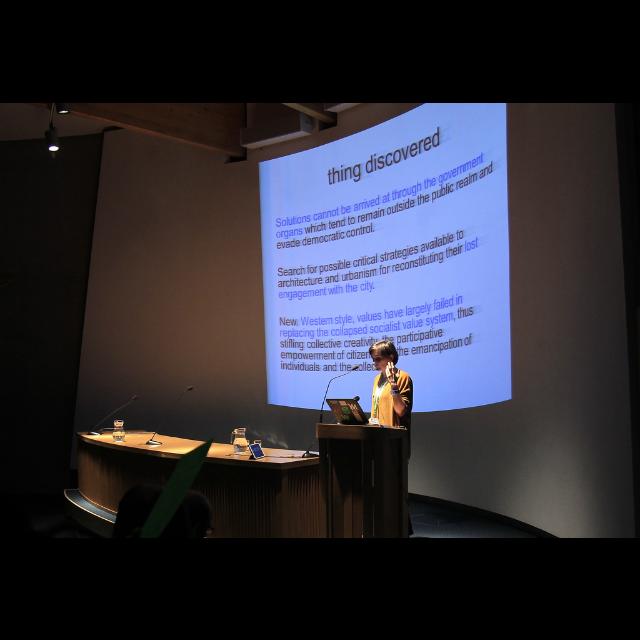 thing discovered
Solutions cannot be arrived at through the government
organs which tend to remain outside the public realm and
evade democratic control.
Search for possible critical strategies available to
architecture and urbanism for reconstituting their lost
engagement with the city.
New, Western style, values have largely failed in
replacing the collapsed socialist value system, thus
stifling collective creativity, participative
empowerment of the emancipation of
individuals and the